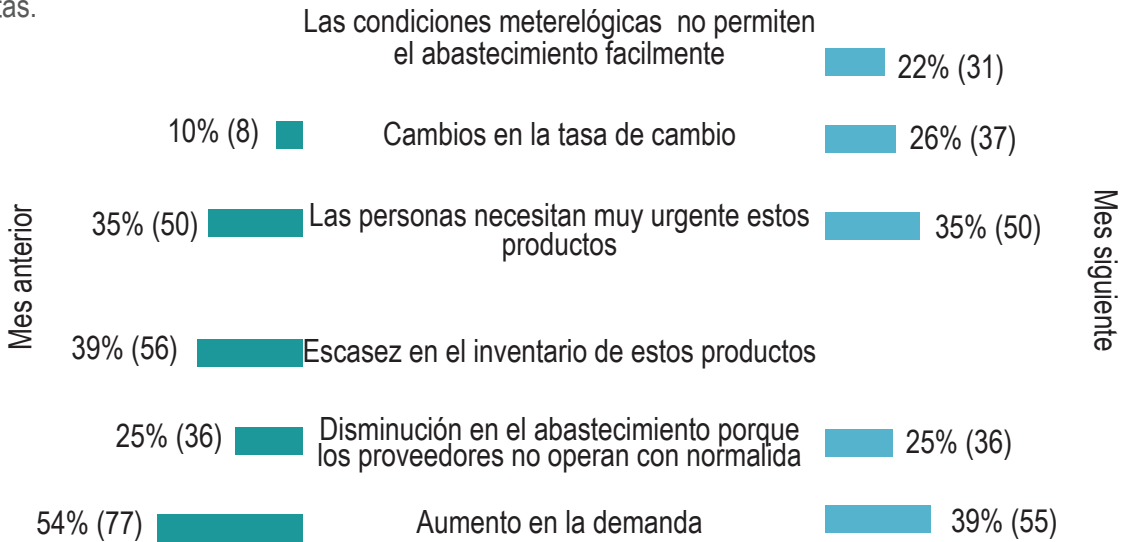 tas.
Las condiciones meterelógicas no permiten
el abastecimiento facilmente
22% (31)
10% (8)
Cambios en la tasa de cambio
26% (37)
35% (50)
Las personas necesitan muy urgente estos
productos
35% (50)
Mes anterior
Mes siguiente
39% (56)
Escasez en el inventario de estos productos
25% (36)
Disminución en el abastecimiento porque
los proveedores no operan con normalida
25% (36)
54% (77)
Aumento en la demanda
39% (55)